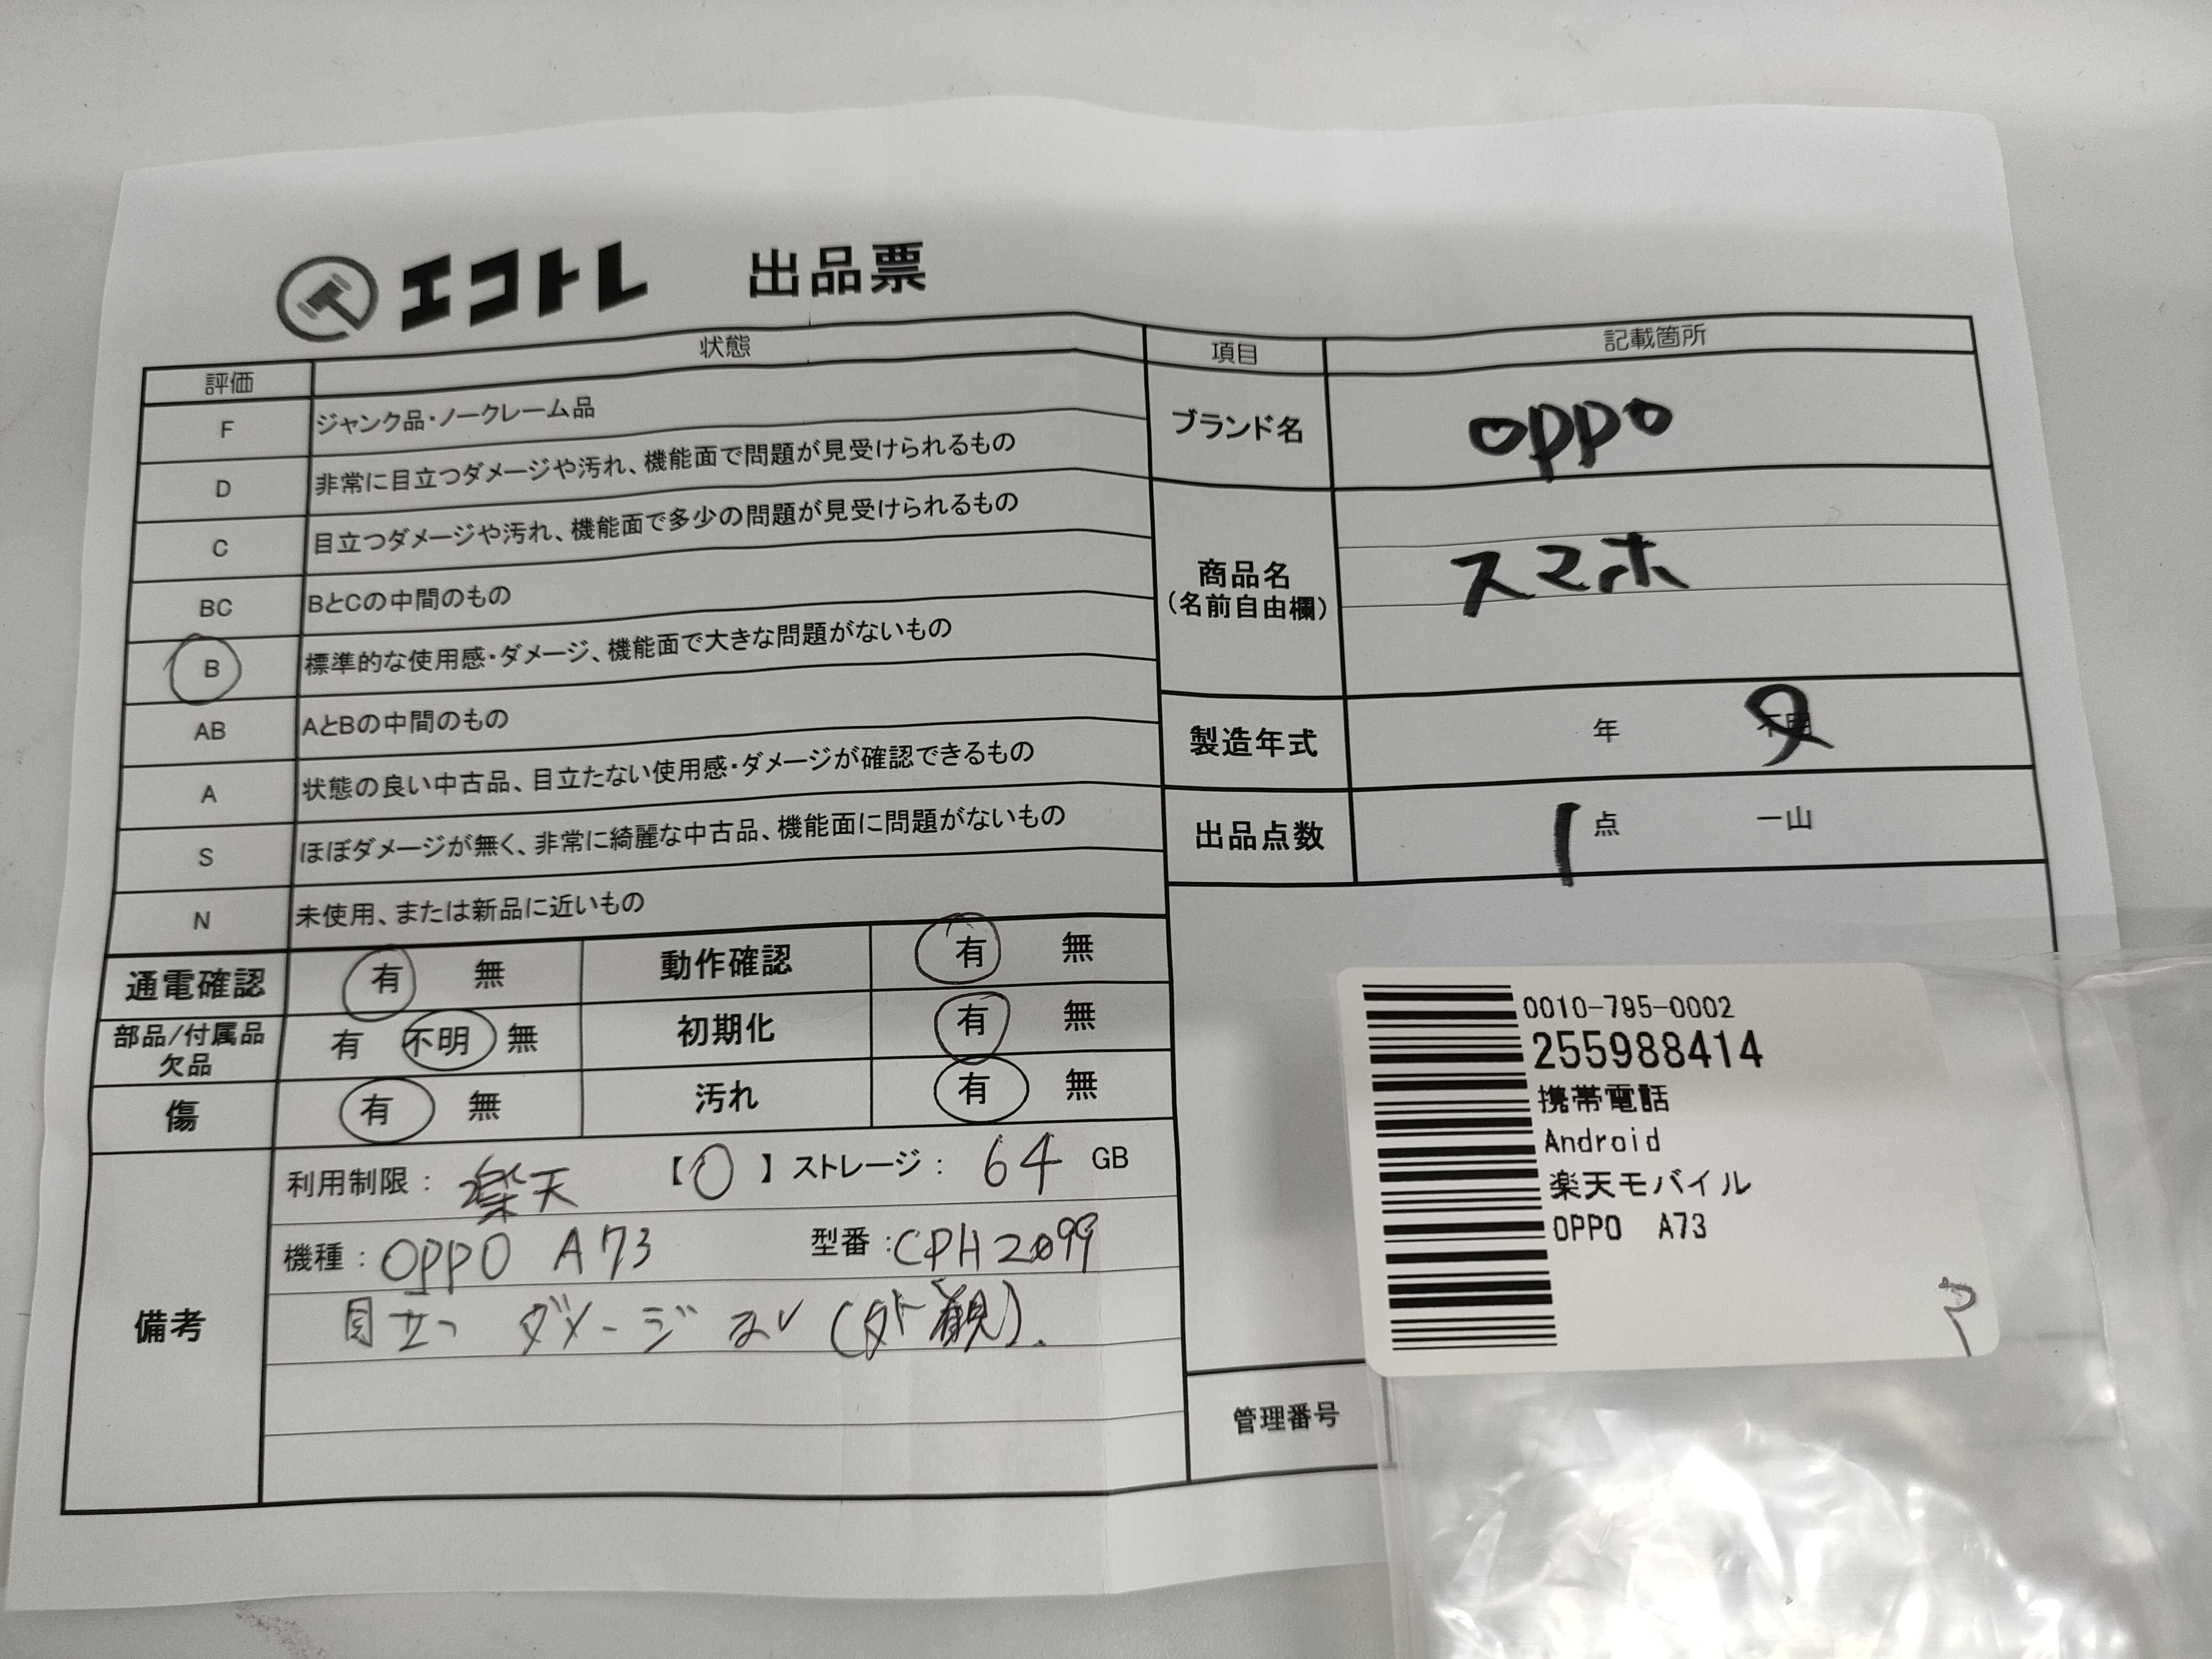 エコトレ 出品票
評価 状態
F ジャンク品・ノークレーム品
D 非常に目立つダメージや汚れ、機能面で問題が見受けられるもの
C 目立つダメージや汚れ、機能面で多少の問題が見受けられるもの
BC BとCの中間のもの
B 標準的な使用感・ダメージ、機能面で大きな問題がないもの
AB AとBの中間のもの
A 状態の良い中古品、目立たない使用感・ダメージが確認できるもの
S ほぼダメージが無く、非常に綺麗な中古品、機能面に問題がないもの
N 未使用、または新品に近いもの
通電確認 有 無 動作確認 有 無
部品/付属品
欠品 有 不明 無 初期化 有 無
傷 有 無 汚れ 有 無
備考
利用制限: 楽天 【〇】ストレージ: 64 GB
機種: OPPO A73 型番:CPH2099
目立つ ダメージ ない(外観).
項目 記載箇所
ブランド名 OPPO
商品名
(名前自由欄) スマホ
製造年式 年 不明
出品点数 1 点 一山
管理番号
0010-795-0002
255988414
携帯電話
Android
楽天モバイル
OPPO A73